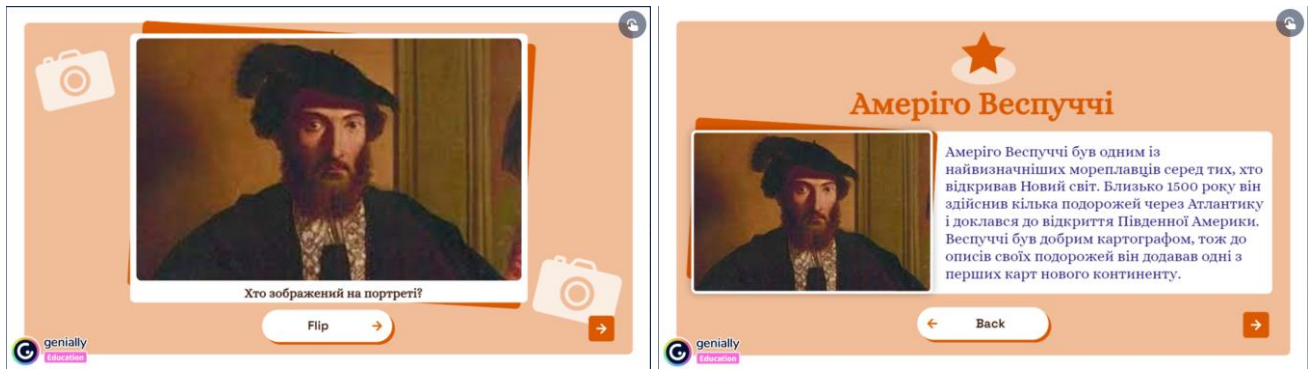 Хто зображений на портреті?
Flip
genially
Education
Амеріго Веспуччі
Амеріго Веспуччі був одним із
найвизначніших мореплавців серед тих, хто
відкривав Новий світ. Близько 1500 року він
здійснив кілька подорожей через Атлантику
і доклався до відкриття Південної Америки.
Веспуччі був добрим картографом, тож до
описів своїх подорожей він додавав одні з
перших карт нового континенту.
Back
genially
Education